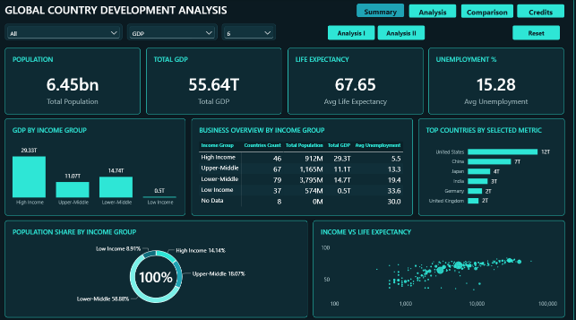 GLOBAL COUNTRY DEVELOPMENT ANALYSIS
Summary
Analysis
Comparison
Credits
All
GDP
6
Analysis I
Analysis II
Reset
POPULATION
6.45bn
Total Population
TOTAL GDP
55.64T
Total GDP
LIFE EXPECTANCY
67.65
Avg Life Expectancy
UNEMPLOYMENT %
15.28
Avg Unemployment
GDP BY INCOME GROUP
29.33T
11.07T
14.74T
0.5T
High Income
Upper-Middle
Lower-Middle
Low Income
BUSINESS OVERVIEW BY INCOME GROUP
Income Group Countries Count Total Population Total GDP Avg Unemployment
High Income 46 912M 29.3T 5.5
Upper-Middle 67 1,165M 11.1T 13.3
Lower-Middle 79 3,795M 14.7T 19.4
Low Income 37 574M 0.5T 33.6
No Data 8 0M 30.0
TOP COUNTRIES BY SELECTED METRIC
United States 12T
China 7T
Japan 4T
India 3T
Germany 2T
United Kingdom 2T
POPULATION SHARE BY INCOME GROUP
Low Income 8.91%
High Income 14.14%
100%
Upper-Middle 18.07%
Lower-Middle 58.88%
INCOME VS LIFE EXPECTANCY
100
50
100
1,000
10,000
100,000